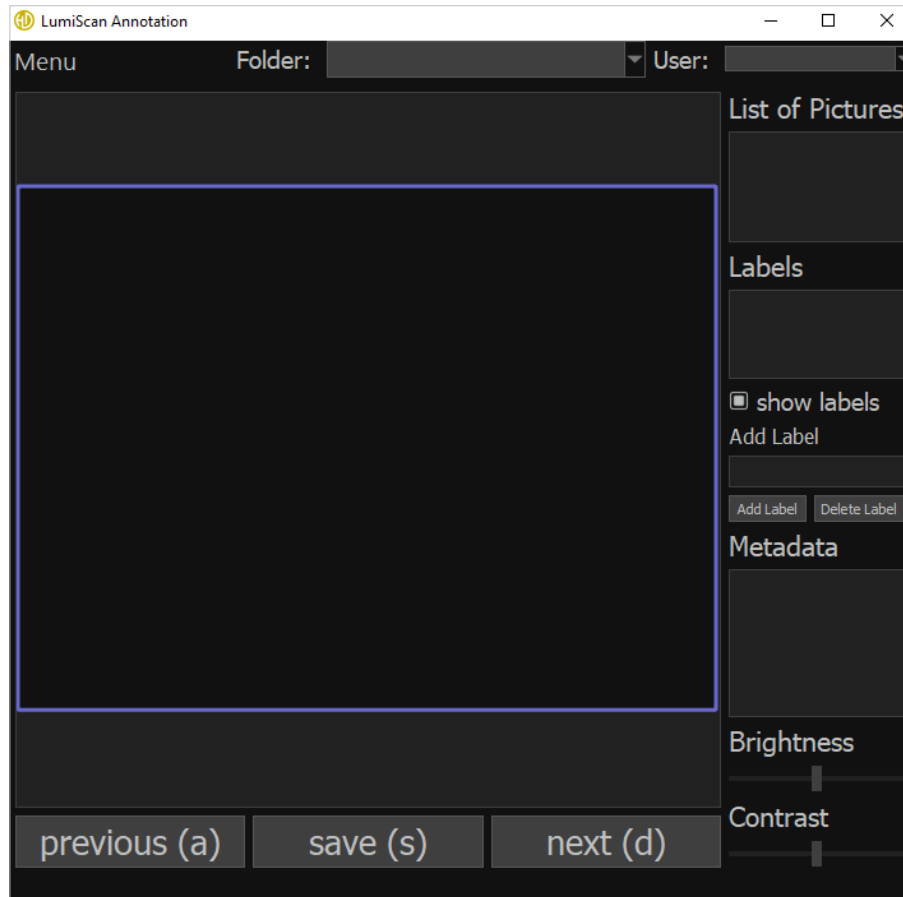 LumiScan Annotation
Menu Folder: User:
List of Pictures
Labels
show labels
Add Label
Add Label Delete Label
Metadata
Brightness
Contrast
previous (a) save (s) next (d)